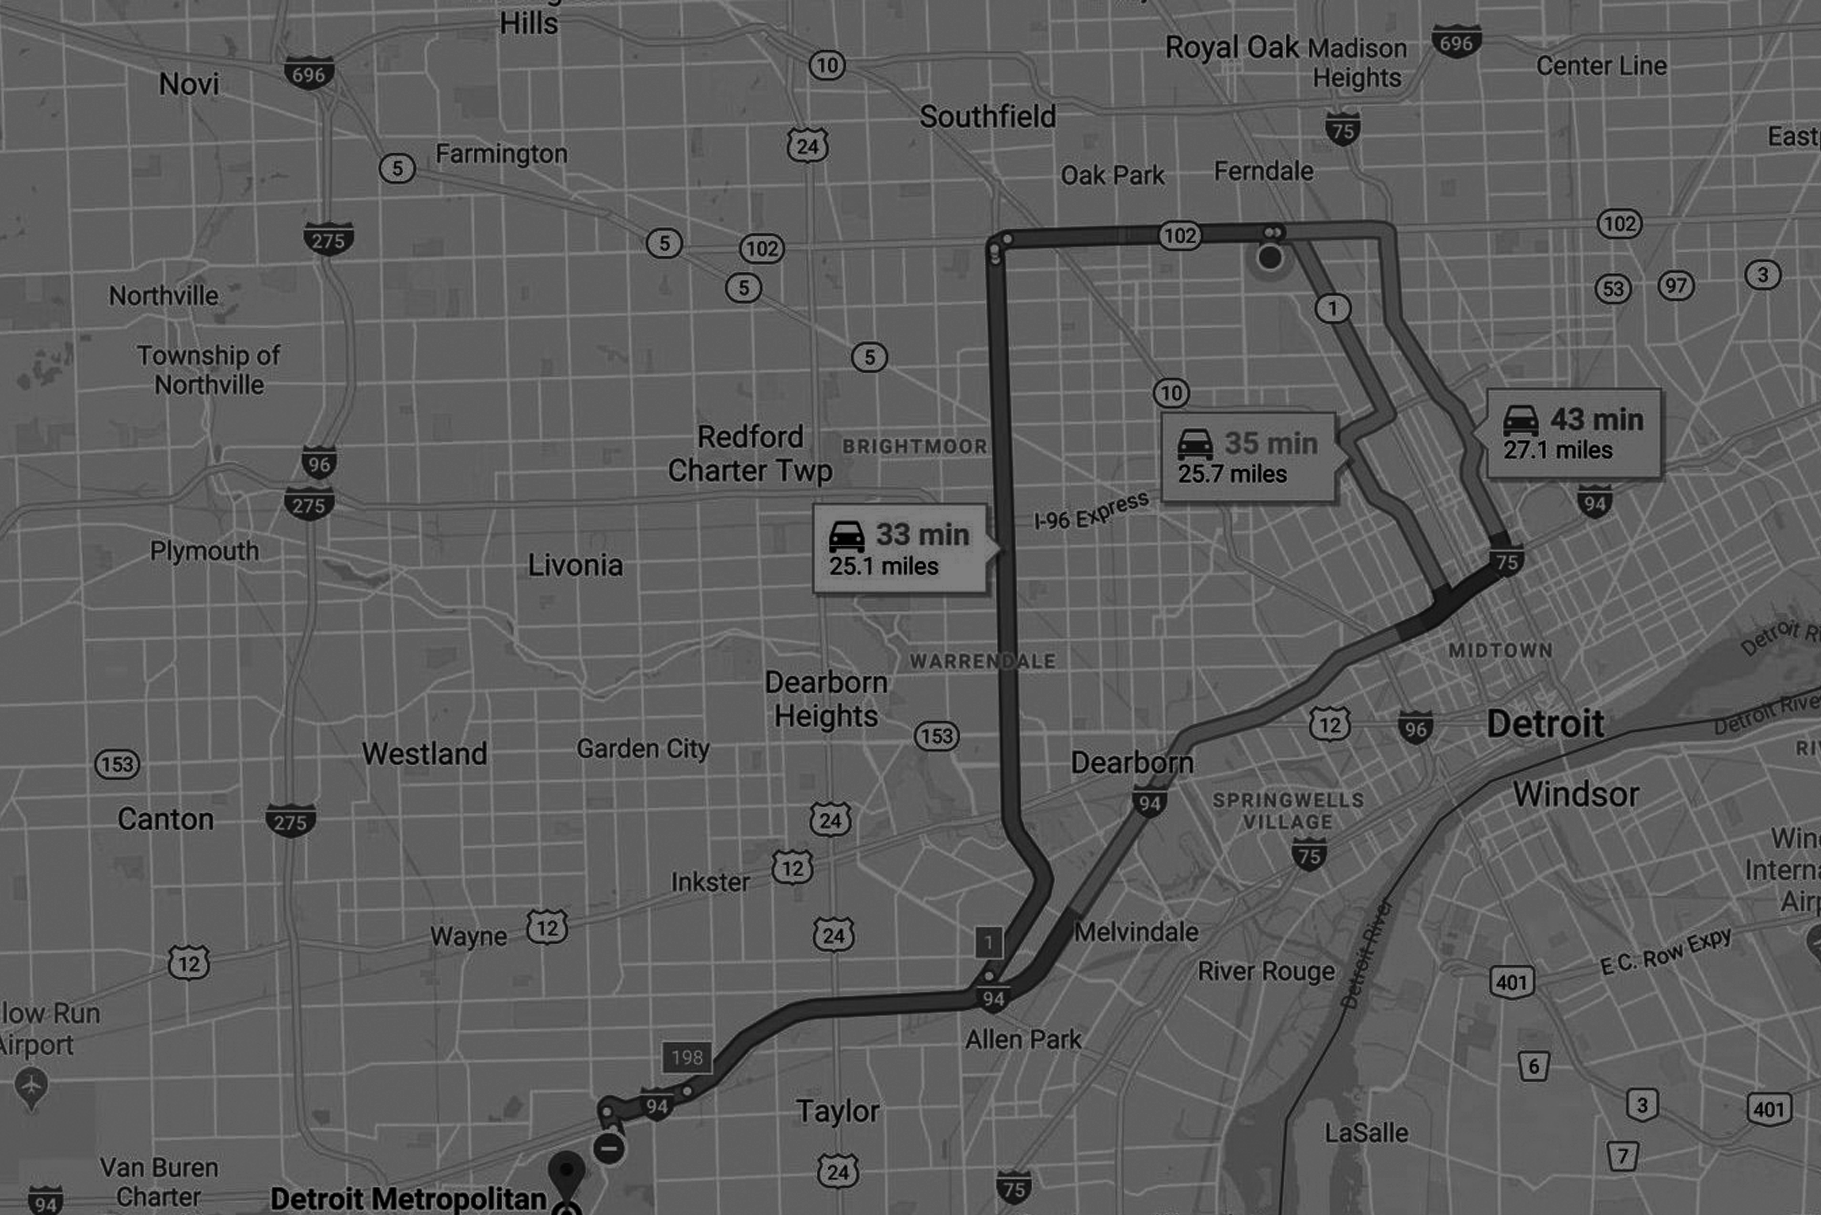 Hills
Royal Oak
Madison
Heights
696
Center Line
10
696
Novi
Southfield
75
24
East
Farmington
5
Oak Park
Ferndale
275
5
102
102
102
5
53
97
3
Northville
1
Township of
Northville
5
10
43 min
27.1 miles
35 min
25.7 miles
Redford
Charter Twp
BRIGHTMOOR
96
275
I-96 Express
94
33 min
25.1 miles
Plymouth
Livonia
75
WARRENDALE
MIDTOWN
Detroit R
Dearborn
Heights
Detroit Rive
153
12
96
Detroit
RI
Westland
Garden City
Dearborn
153
94
SPRINGWELLS
VILLAGE
Windsor
Canton
275
24
75
Win
Interna
Airp
12
Inkster
Wayne
12
24
1
Melvindale
12
River Rouge
Detroit River
E C. Row Expy
401
94
low Run
Airport
Allen Park
198
6
94
Taylor
3
401
LaSalle
7
Van Buren
Charter
24
75
94
Detroit Metropolitan